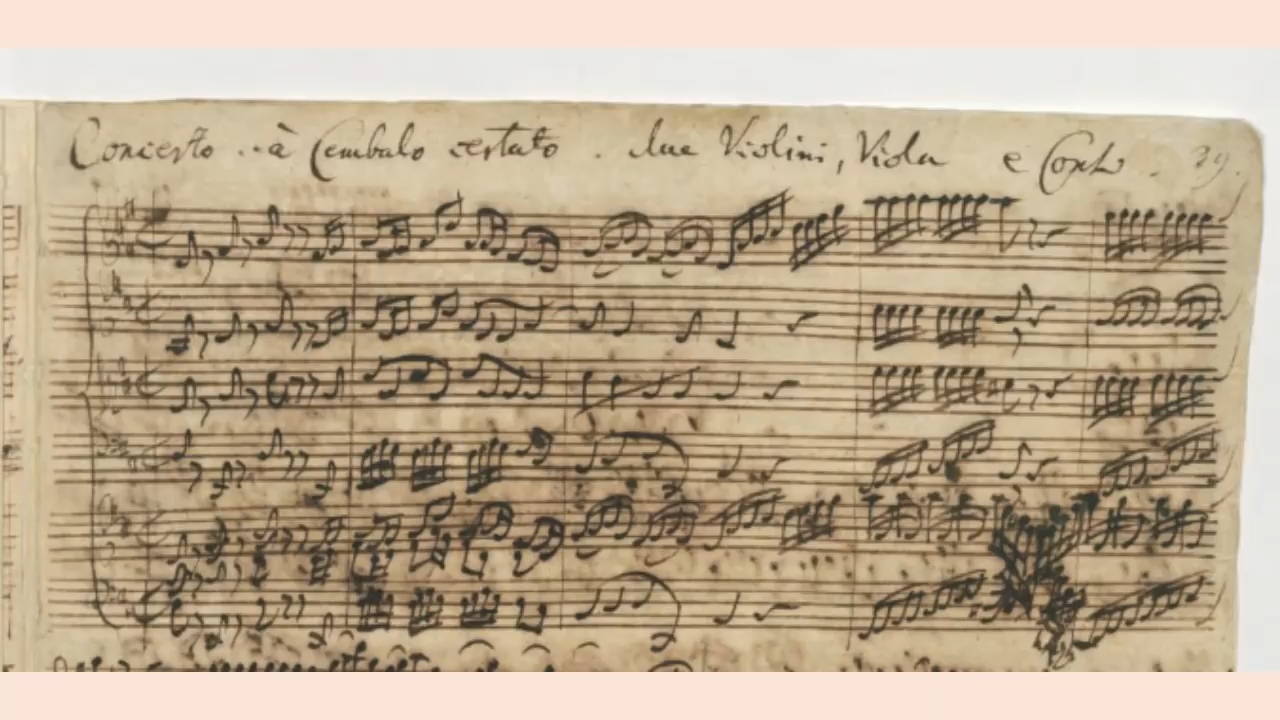 Concerto . . à Cembalo certato . due Violini, Viola e Cont. 39.